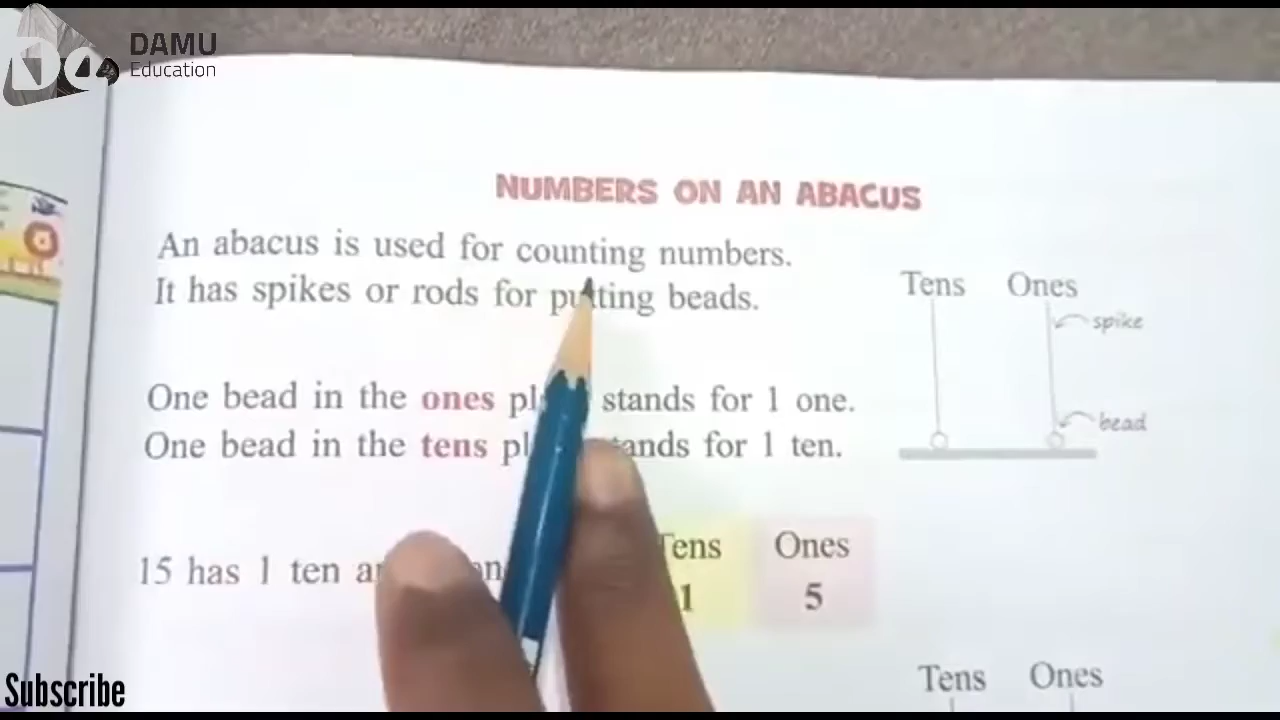 DAMU
Education
NUMBERS ON AN ABACUS
An abacus is used for counting numbers.
It has spikes or rods for putting beads.
Tens Ones
spike
bead
One bead in the ones stands for 1 one.
One bead in the tens stands for 1 ten.
15 has 1 ten
Tens Ones
1 5
Tens Ones
Subscribe